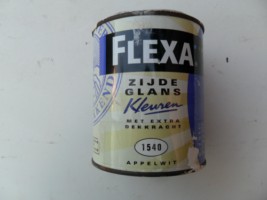 FLEXA
ZIJDE
GLANS
Kleuren
MET EXTRA
DEKKRACHT
1540
APPELWIT